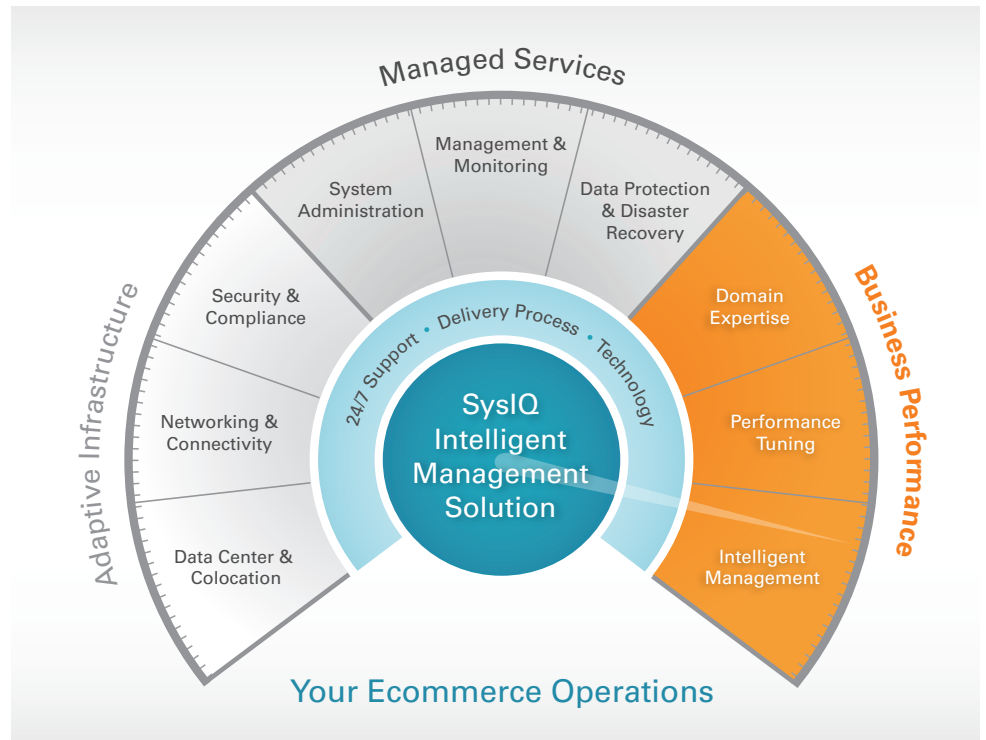 Managed Services
Adaptive Infrastructure
Business Performance
Management &
Monitoring
System
Administration
Data Protection
& Disaster
Recovery
Security &
Compliance
Domain
Expertise
Networking &
Connectivity
Performance
Tuning
Data Center &
Colocation
Intelligent
Management
24/7 Support • Delivery Process • Technology
SysIQ
Intelligent
Management
Solution
Your Ecommerce Operations